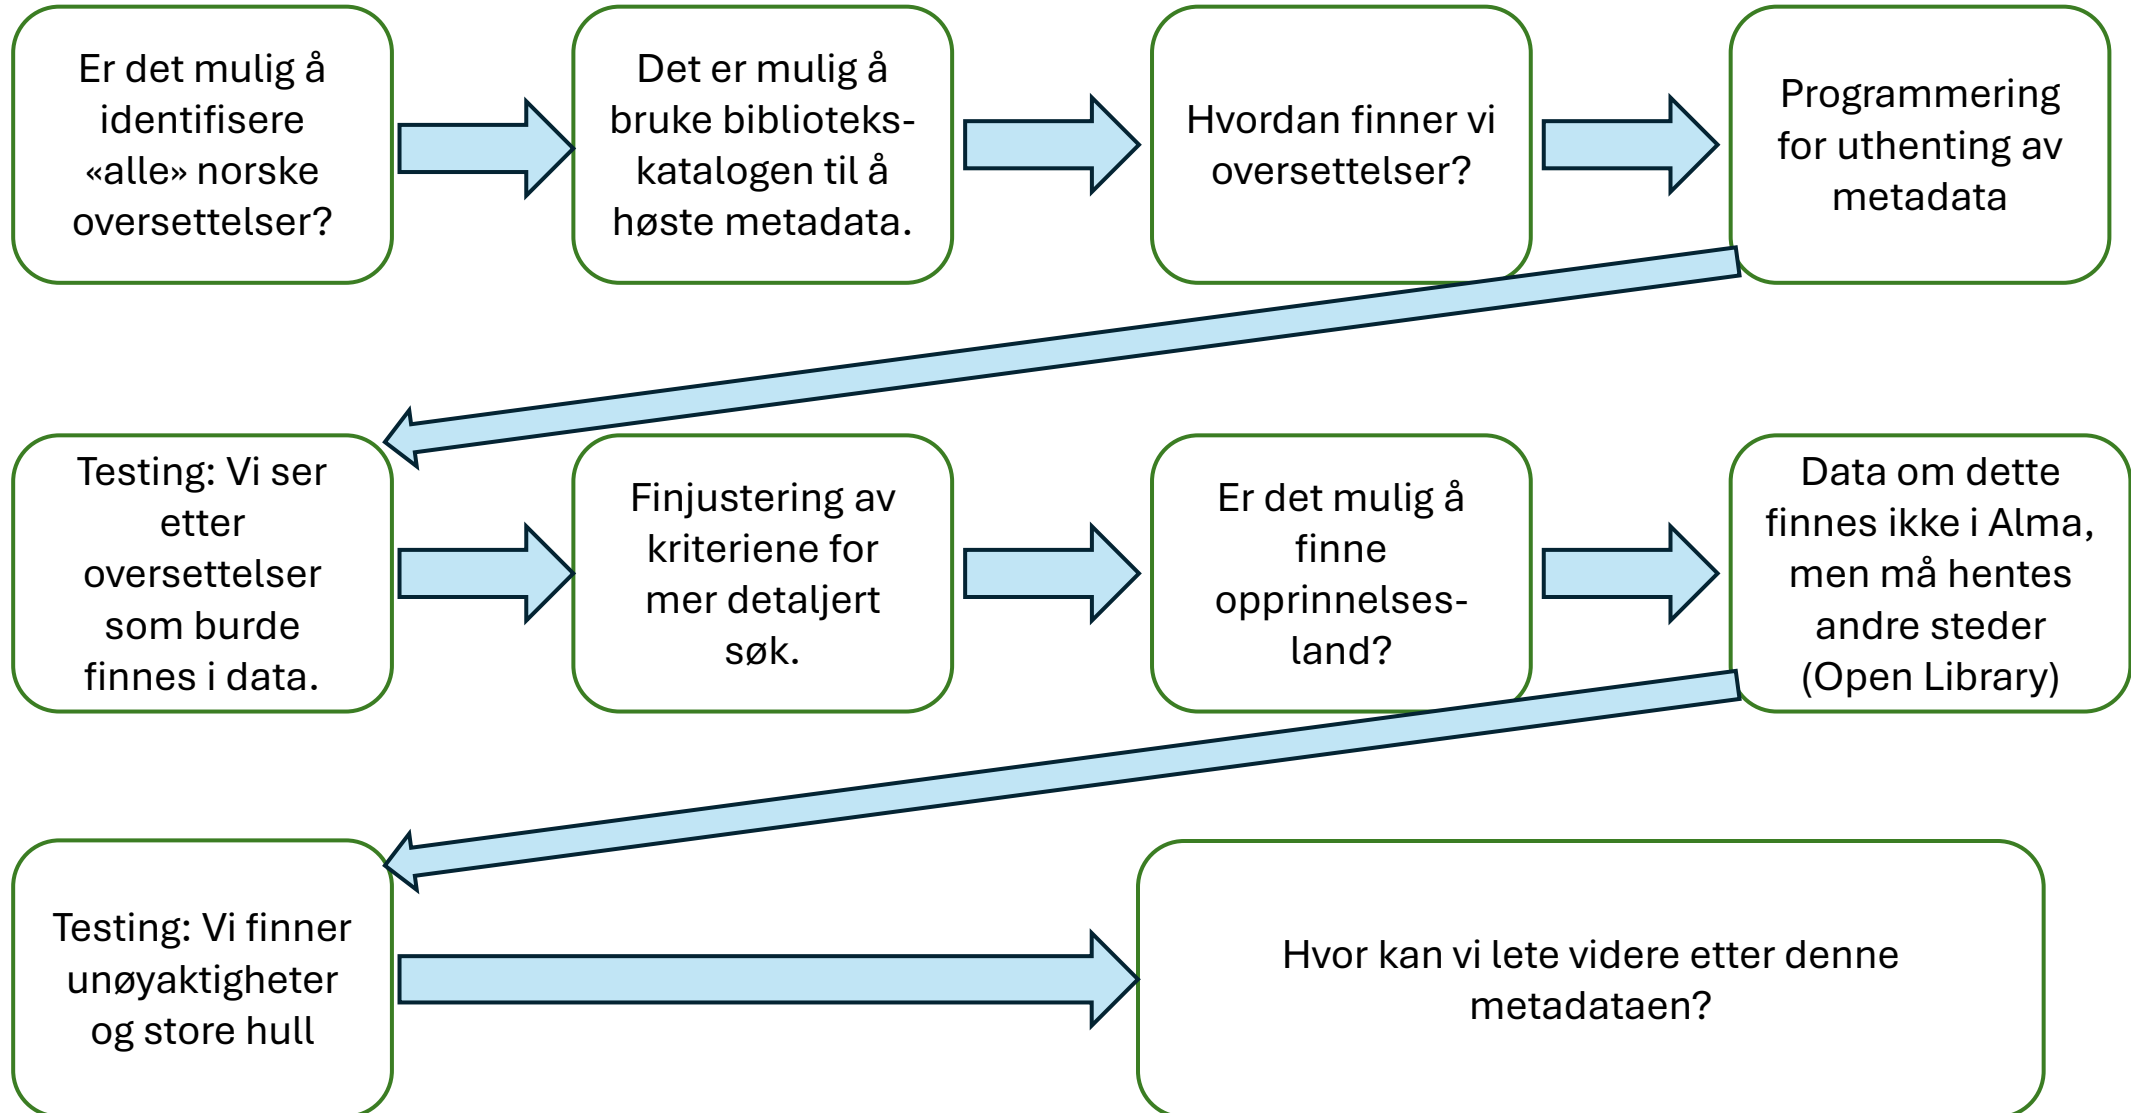 Er det mulig å
identifisere
«alle» norske
oversettelser?
Det er mulig å
bruke biblioteks-
katalogen til å
høste metadata.
Hvordan finner vi
oversettelser?
Programmering
for uthenting av
metadata
Testing: Vi ser
etter
oversettelser
som burde
finnes i data.
Finjustering av
kriteriene for
mer detaljert
søk.
Er det mulig å
finne
opprinnelses-
land?
Data om dette
finnes ikke i Alma,
men må hentes
andre steder
(Open Library)
Testing: Vi finner
unøyaktigheter
og store hull
Hvor kan vi lete videre etter denne
metadataen?